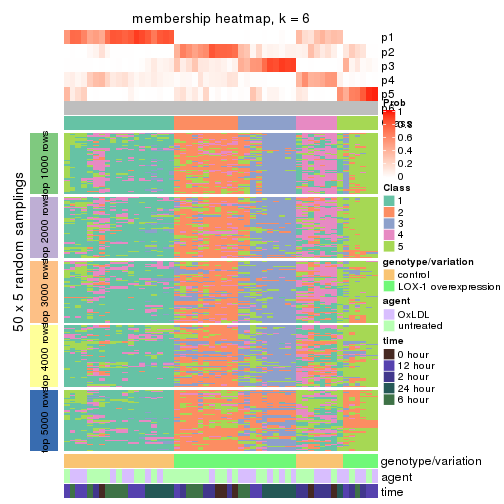 membership heatmap, k = 6
p1
p2
p3
p4
p5
p6
Prob
1
0.8
0.6
0.4
0.2
0
Class
1
2
3
4
5
genotype/variation
control
LOX-1 overexpression
agent
OxLDL
untreated
time
0 hour
12 hour
2 hour
24 hour
6 hour
50 x 5 random samplings
top 1000 rows
top 2000 rows
top 3000 rows
top 4000 rows
top 5000 rows
genotype/variation
agent
time